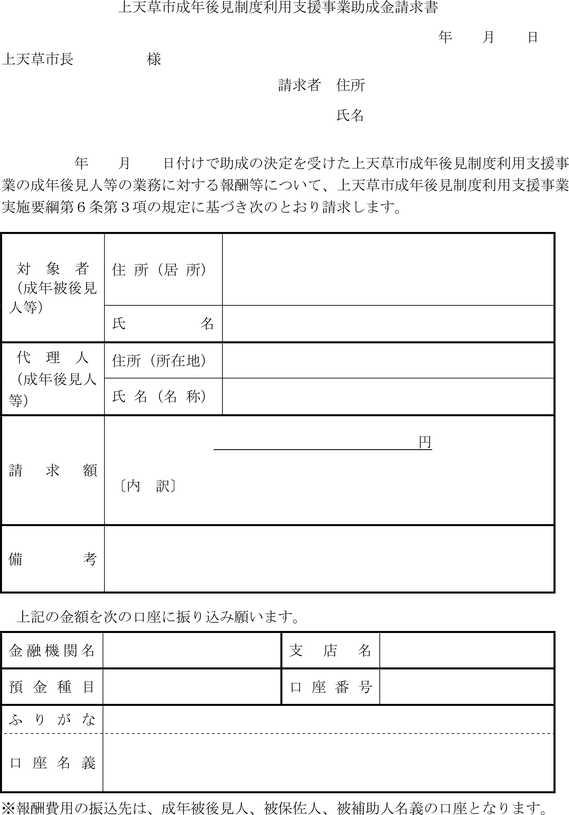 上天草市成年後見制度利用支援事業助成金請求書
年　　月　　日
上天草市長　　　　　様
請求者　住所
氏名
年　　月　　日付けで助成の決定を受けた上天草市成年後見制度利用支援事
業の成年後見人等の業務に対する報酬等について、上天草市成年後見制度利用支援事業
実施要綱第６条第３項の規定に基づき次のとおり請求します。
対　象　者
（成年被後見
人等）
住 所（居 所）
氏　　　　　名
代　理　人
（成年後見人
等）
住所（所在地）
氏 名（名 称）
請　求　額
円
〔内　訳〕
備　　　　考
上記の金額を次の口座に振り込み願います。
金融機関名
支　店　名
預 金 種 目
口 座 番 号
ふ り が な
口 座 名 義
※報酬費用の振込先は、成年被後見人、被保佐人、被補助人名義の口座となります。